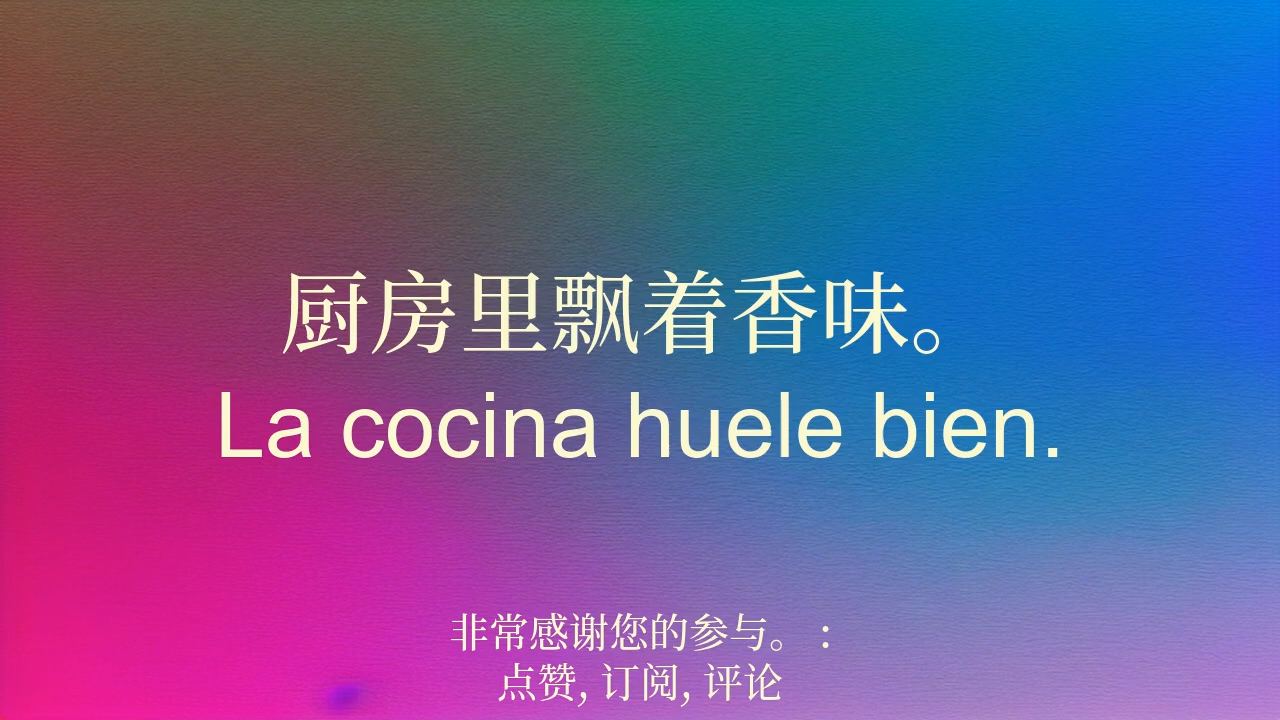 厨房里飘着香味。
La cocina huele bien.
非常感谢您的参与。 :
点赞, 订阅, 评论